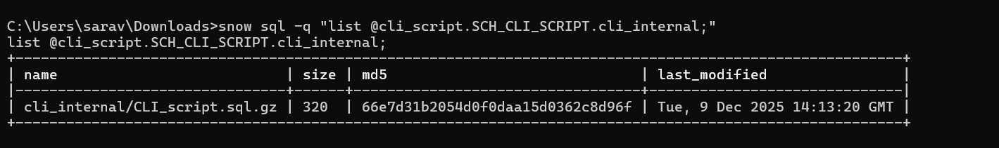 C:\Users\sarav\Downloads>snow sql -q "list @cli_script.SCH_CLI_SCRIPT.cli_internal;"
list @cli_script.SCH_CLI_SCRIPT.cli_internal;
+---------------------------------------------------------------------------------------------------------+
| name                          | size | md5                              | last_modified                |
|-------------------------------+------+----------------------------------+------------------------------|
| cli_internal/CLI_script.sql.gz | 320  | 66e7d31b2054d0f0daa15d0362c8d96f | Tue, 9 Dec 2025 14:13:20 GMT |
+---------------------------------------------------------------------------------------------------------+